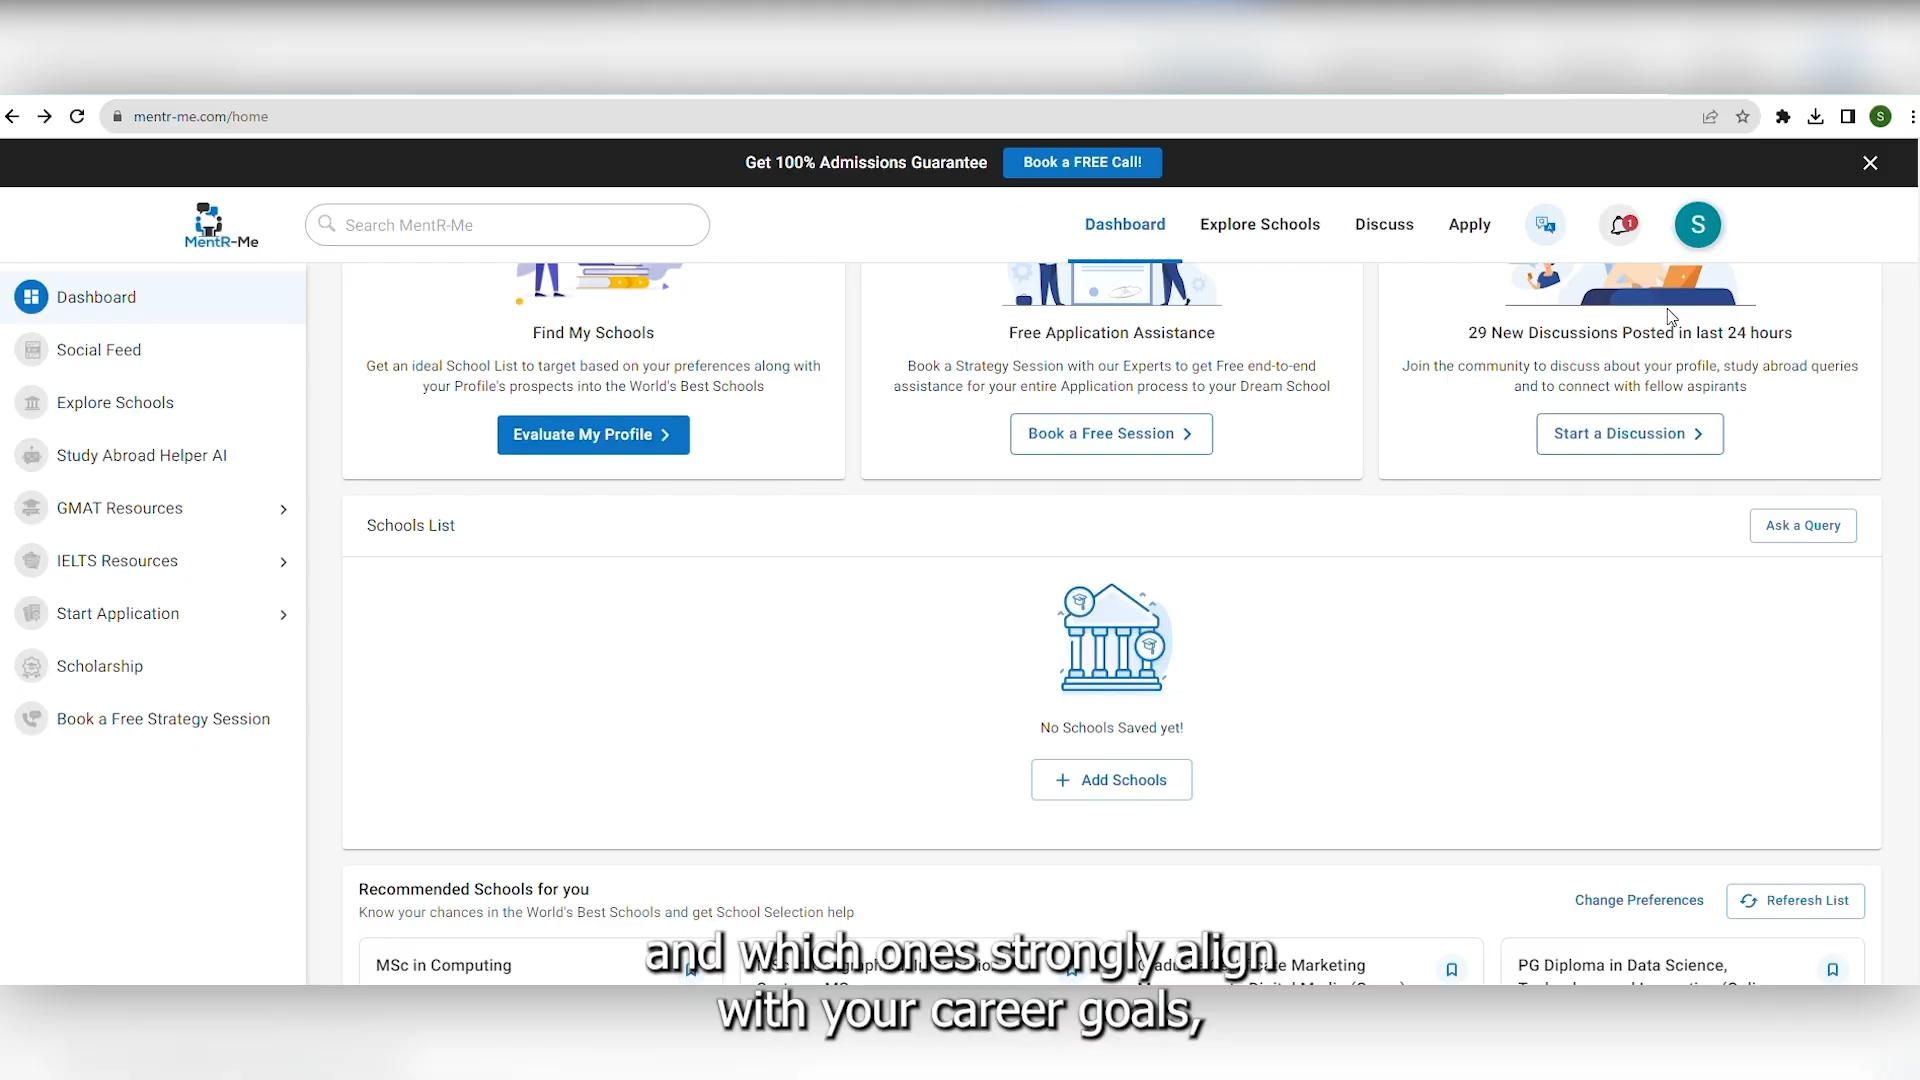 mentr-me.com/home
S
Get 100% Admissions Guarantee
Book a FREE Call!
MentR-Me
Search MentR-Me
Dashboard
Explore Schools
Discuss
Apply
1
S
Dashboard
Social Feed
Explore Schools
Study Abroad Helper AI
GMAT Resources
IELTS Resources
Start Application
Scholarship
Book a Free Strategy Session
Find My Schools
Get an ideal School List to target based on your preferences along with
your Profile's prospects into the World's Best Schools
Evaluate My Profile
Free Application Assistance
Book a Strategy Session with our Experts to get Free end-to-end
assistance for your entire Application process to your Dream School
Book a Free Session
29 New Discussions Posted in last 24 hours
Join the community to discuss about your profile, study abroad queries
and to connect with fellow aspirants
Start a Discussion
Schools List
Ask a Query
No Schools Saved yet!
+ Add Schools
Recommended Schools for you
Know your chances in the World's Best Schools and get School Selection help
Change Preferences
Referesh List
MSc in Computing
Marketing
PG Diploma in Data Science,
and which ones strongly align
with your career goals,